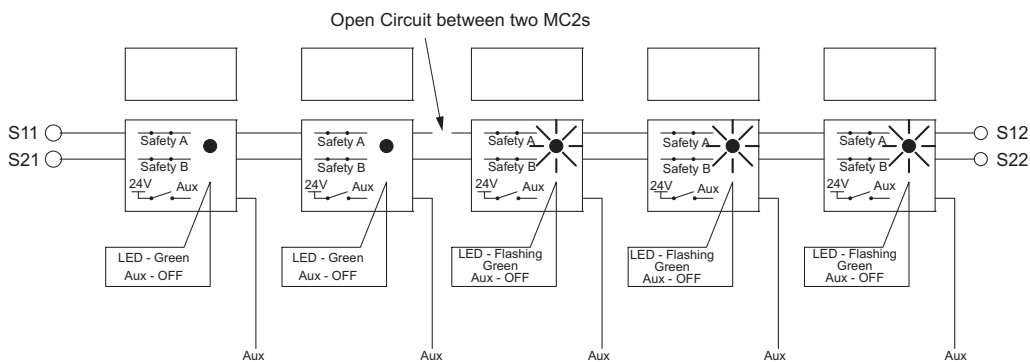 Open Circuit between two MC2s
S11
S21
Safety A
Safety B
24V
Aux
LED - Green
Aux - OFF
Aux
Safety A
Safety B
24V
Aux
LED - Green
Aux - OFF
Aux
Safety A
Safety B
24V
Aux
LED - Flashing
Green
Aux - OFF
Aux
Safety A
Safety B
24V
Aux
LED - Flashing
Green
Aux - OFF
Aux
Safety A
Safety B
24V
Aux
LED - Flashing
Green
Aux - OFF
Aux
S12
S22